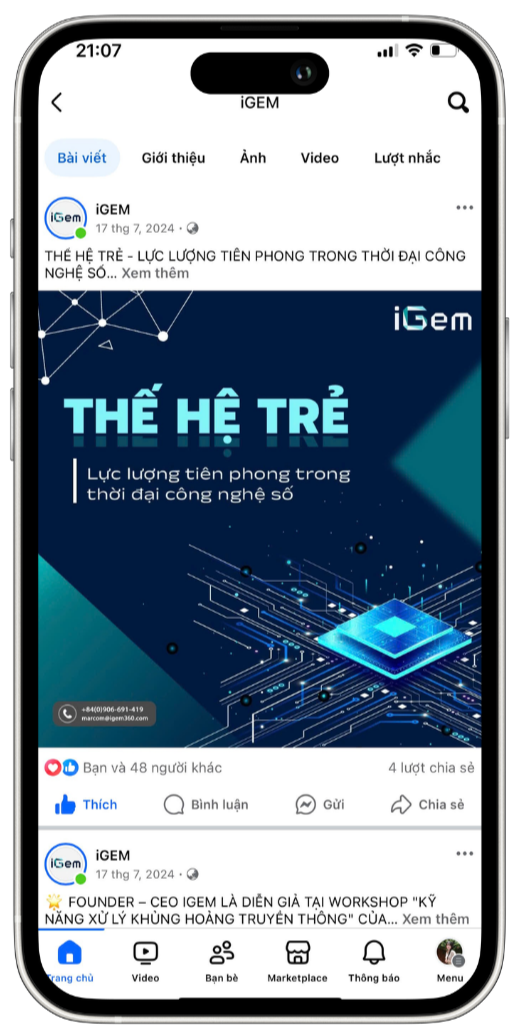 21:07
iGEM
Bài viết Giới thiệu Ảnh Video Lượt nhắc
iGem
iGEM
17 thg 7, 2024 ·
THẾ HỆ TRẺ - LỰC LƯỢNG TIÊN PHONG TRONG THỜI ĐẠI CÔNG
NGHỆ SỐ... Xem thêm
iGem
THẾ HỆ TRẺ
Lực lượng tiên phong trong
thời đại công nghệ số
+84(0)906-691-419
marcom@igem360.com
Bạn và 48 người khác 4 lượt chia sẻ
Thích Bình luận Gửi Chia sẻ
iGem
iGEM
17 thg 7, 2024 ·
🌟 FOUNDER – CEO IGEM LÀ DIỄN GIẢ TẠI WORKSHOP "KỸ
NĂNG XỬ LÝ KHỦNG HOẢNG TRUYỀN THÔNG" CỦA... Xem thêm
Trang chủ Video Bạn bè Marketplace Thông báo Menu